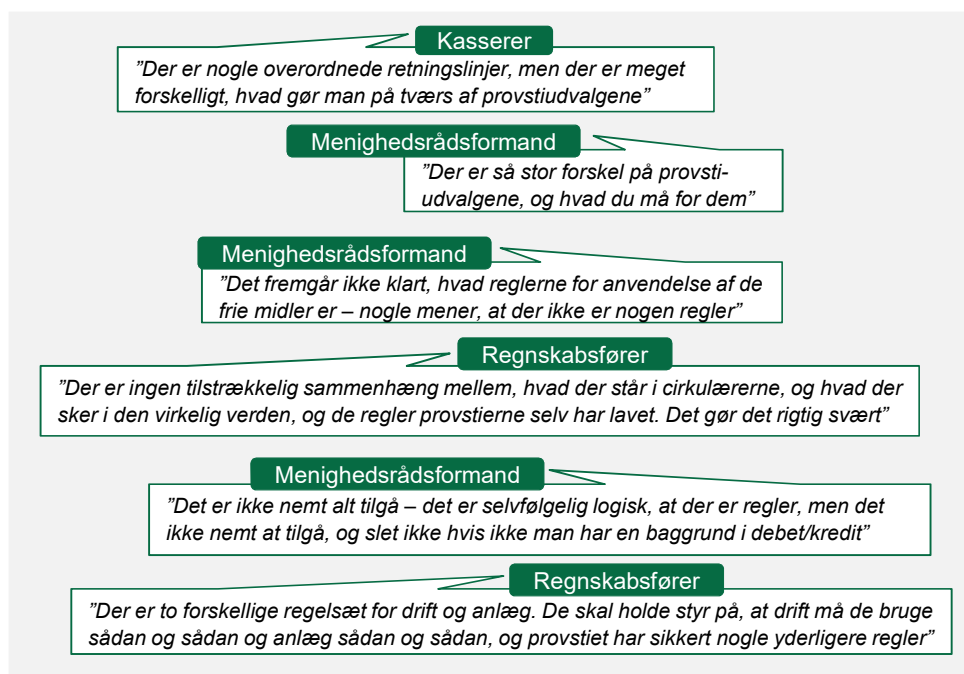 Kasserer
”Der er nogle overordnede retningslinjer, men der er meget
forskelligt, hvad gør man på tværs af provstiudvalgene”
Menighedsrådsformand
”Der er så stor forskel på provsti-
udvalgene, og hvad du må for dem”
Menighedsrådsformand
”Det fremgår ikke klart, hvad reglerne for anvendelse af de
frie midler er – nogle mener, at der ikke er nogen regler”
Regnskabsfører
”Der er ingen tilstrækkelig sammenhæng mellem, hvad der står i cirkulærerne, og hvad der
sker i den virkelig verden, og de regler provstierne selv har lavet. Det gør det rigtig svært”
Menighedsrådsformand
”Det er ikke nemt alt tilgå – det er selvfølgelig logisk, at der er regler, men det
ikke nemt at tilgå, og slet ikke hvis ikke man har en baggrund i debet/kredit”
Regnskabsfører
”Der er to forskellige regelsæt for drift og anlæg. De skal holde styr på, at drift må de bruge
sådan og sådan og anlæg sådan og sådan, og provstiet har sikkert nogle yderligere regler”